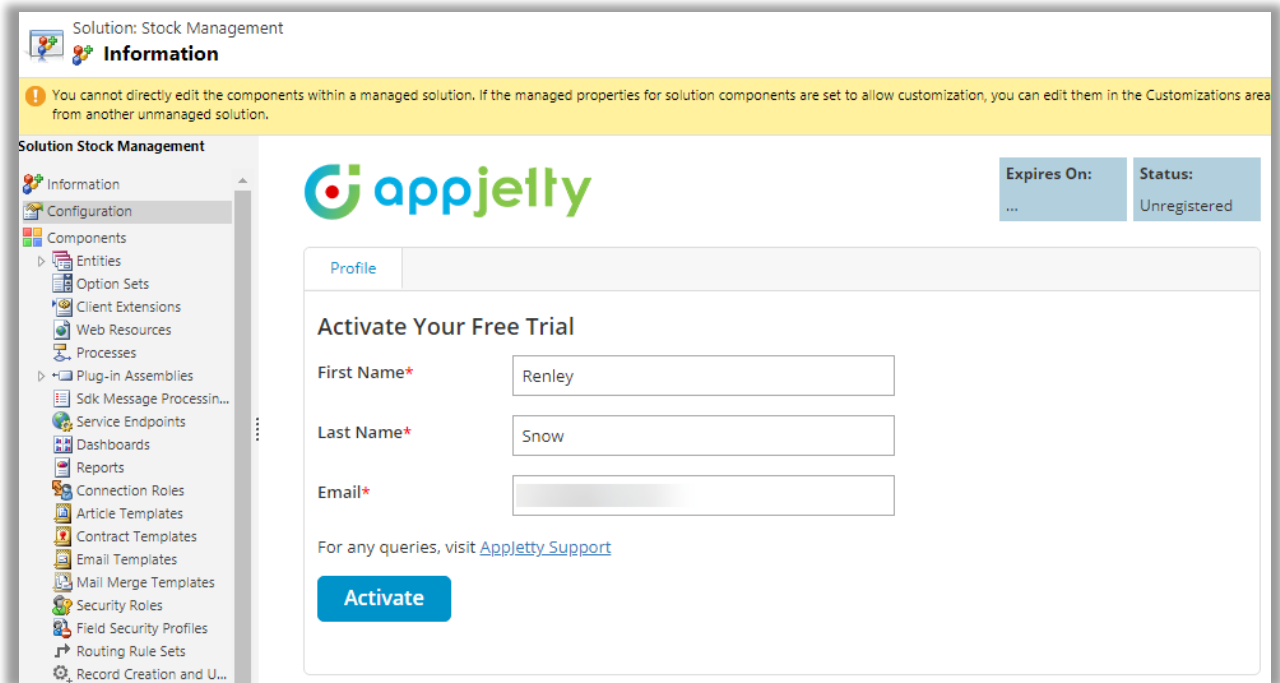 Solution: Stock Management
Information
You cannot directly edit the components within a managed solution. If the managed properties for solution components are set to allow customization, you can edit them in the Customizations area
from another unmanaged solution.
Solution Stock Management
Information
Configuration
Components
Entities
Option Sets
Client Extensions
Web Resources
Processes
Plug-in Assemblies
Sdk Message Processin...
Service Endpoints
Dashboards
Reports
Connection Roles
Article Templates
Contract Templates
Email Templates
Mail Merge Templates
Security Roles
Field Security Profiles
Routing Rule Sets
Record Creation and U...
appjetty
Expires On:
...
Status:
Unregistered
Profile
Activate Your Free Trial
First Name*
Renley
Last Name*
Snow
Email*
For any queries, visit AppJetty Support
Activate